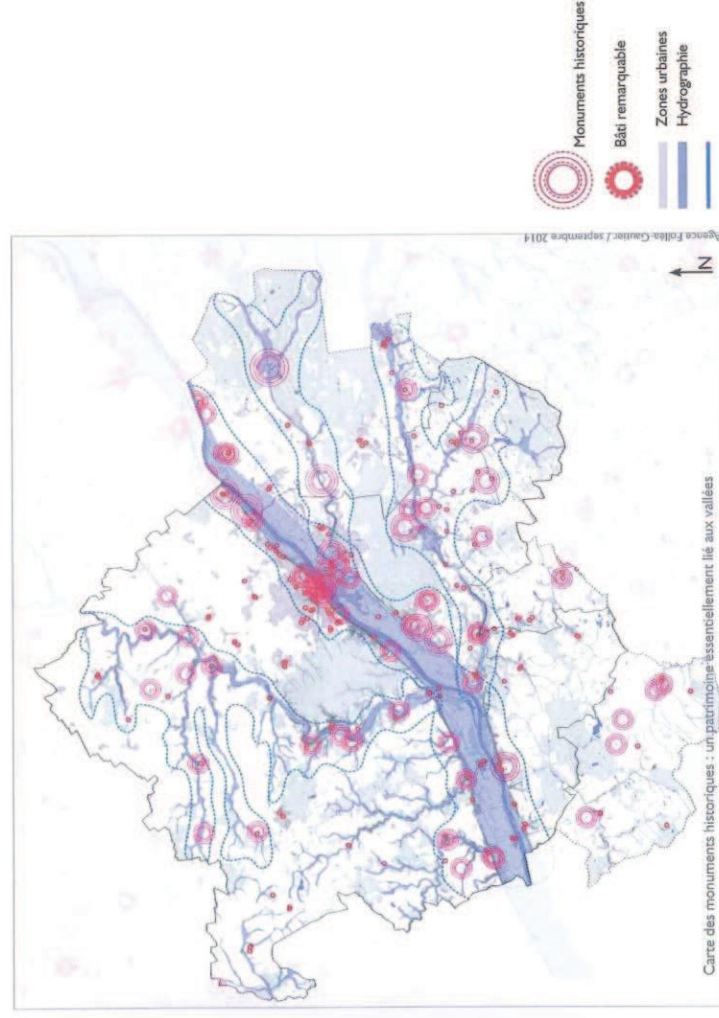 Carte des monuments historiques : un patrimoine essentiellement lié aux vallées
Agence Folléa-Gautier / septembre 2014
N
Monuments historiques
Bâti remarquable
Zones urbaines
Hydrographie